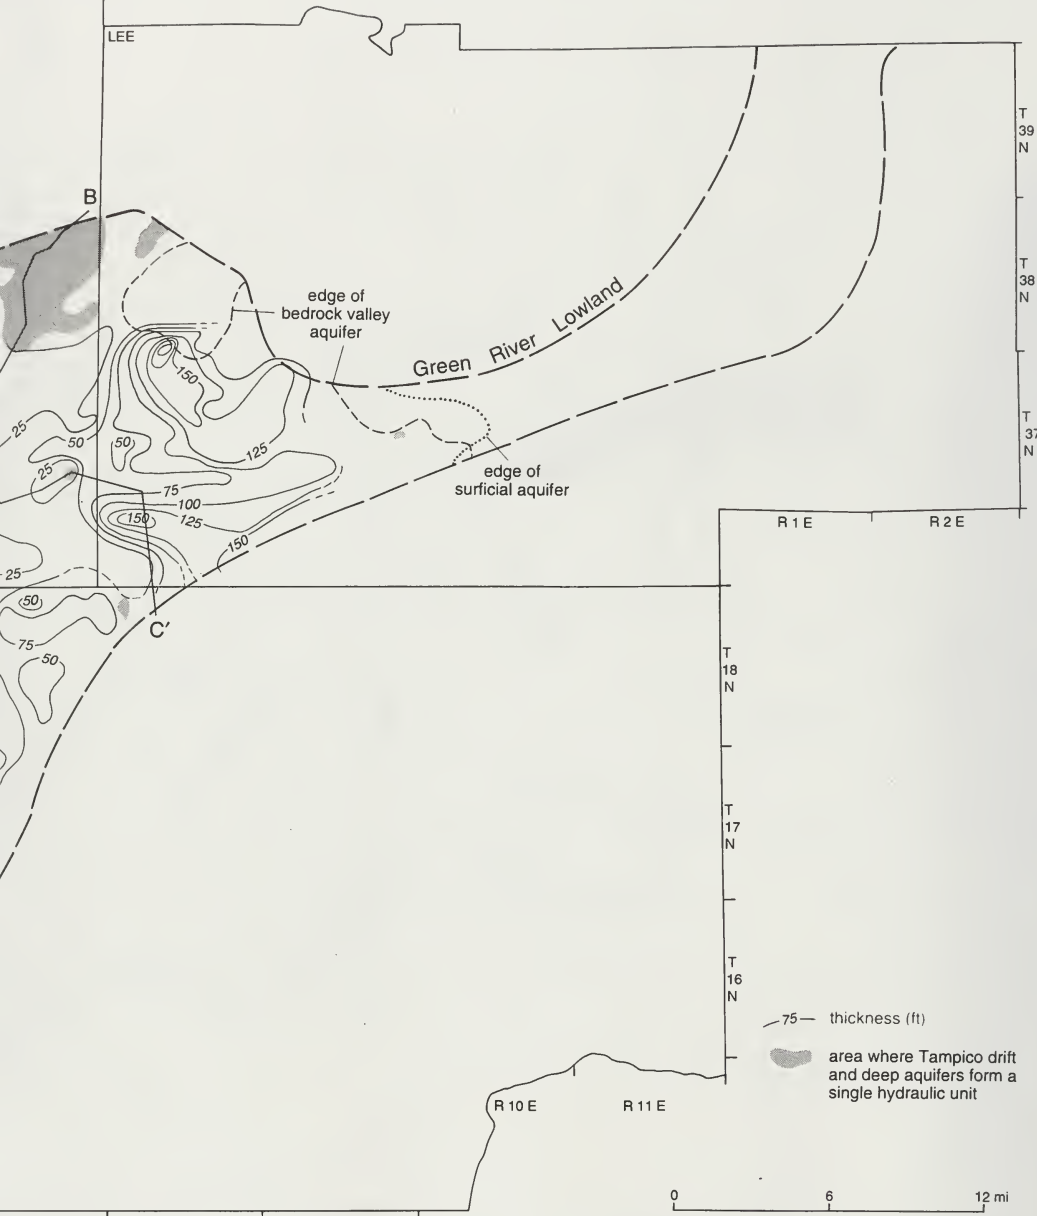 LEE
T
39
N
B
T
38
N
edge of
bedrock valley
aquifer
Green River Lowland
150
25
50
50
125
T
37
N
25
edge of
surficial aquifer
75
100
150
125
R 1 E
R 2 E
150
25
50
C′
75
50
T
18
N
T
17
N
T
16
N
75
thickness (ft)
area where Tampico drift
and deep aquifers form a
single hydraulic unit
R 10 E
R 11 E
0
6
12 mi